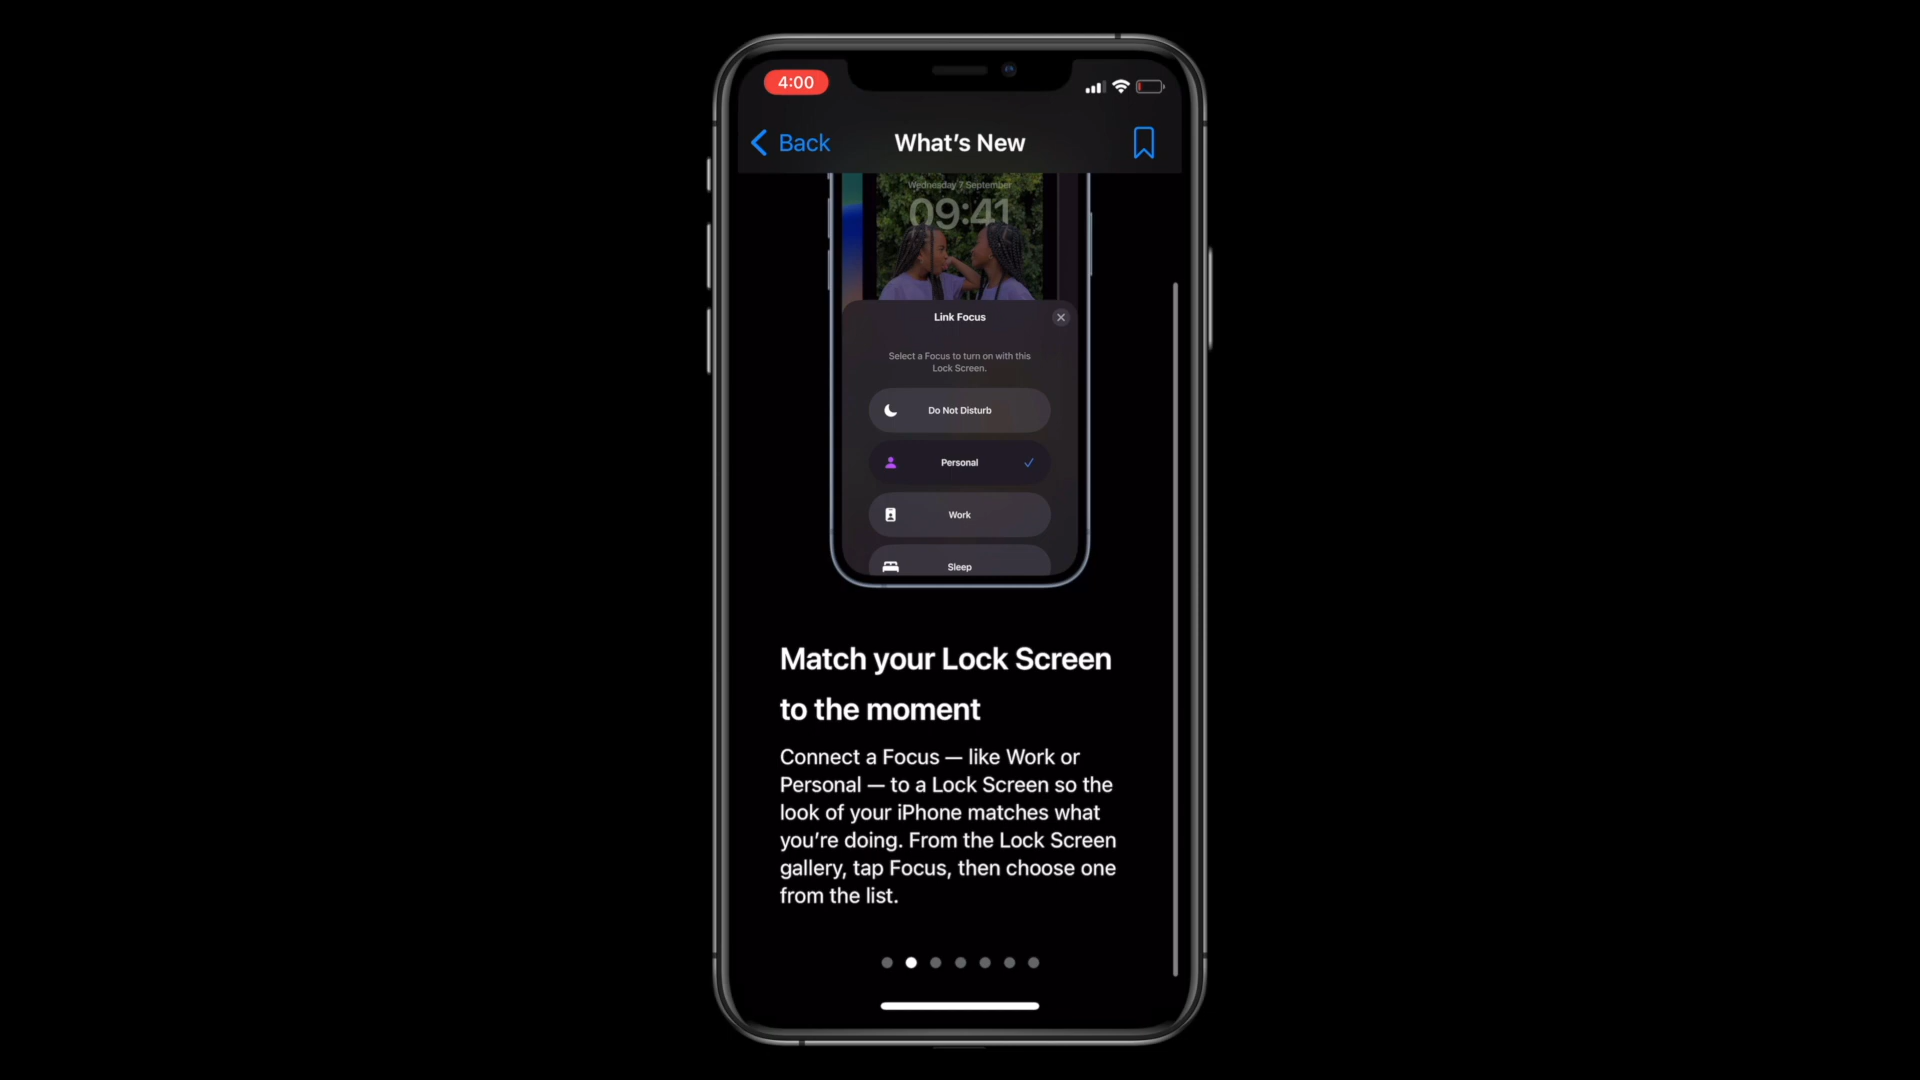 4:00
Back
What’s New
Wednesday 7 September
09:41
Link Focus
Select a Focus to turn on with this
Lock Screen.
Do Not Disturb
Personal
Work
Sleep
Match your Lock Screen
to the moment
Connect a Focus — like Work or
Personal — to a Lock Screen so the
look of your iPhone matches what
you’re doing. From the Lock Screen
gallery, tap Focus, then choose one
from the list.